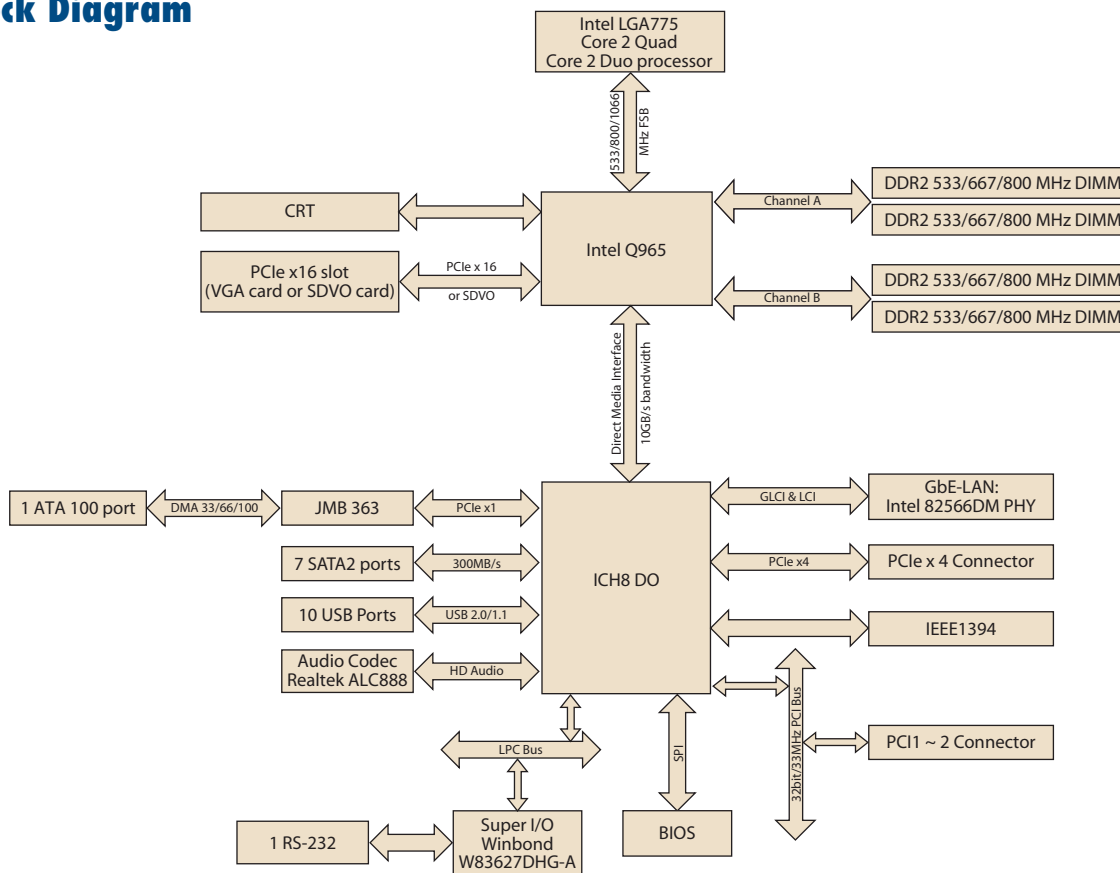 ck Diagram
Intel LGA775
Core 2 Quad
Core 2 Duo processor
533/800/1066
MHz FSB
CRT
PCIe x16 slot
(VGA card or SDVO card)
PCIe x 16
or SDVO
Intel Q965
Channel A
DDR2 533/667/800 MHz DIMM
DDR2 533/667/800 MHz DIMM
Channel B
DDR2 533/667/800 MHz DIMM
DDR2 533/667/800 MHz DIMM
Direct Media Interface
10GB/s bandwidth
1 ATA 100 port
DMA 33/66/100
JMB 363
PCIe x1
7 SATA2 ports
300MB/s
10 USB Ports
USB 2.0/1.1
Audio Codec
Realtek ALC888
HD Audio
ICH8 DO
GLCI & LCI
GbE-LAN:
Intel 82566DM PHY
PCIe x4
PCIe x 4 Connector
IEEE1394
32bit/33MHz PCI Bus
PCI1 ~ 2 Connector
LPC Bus
SPI
1 RS-232
Super I/O
Winbond
W83627DHG-A
BIOS